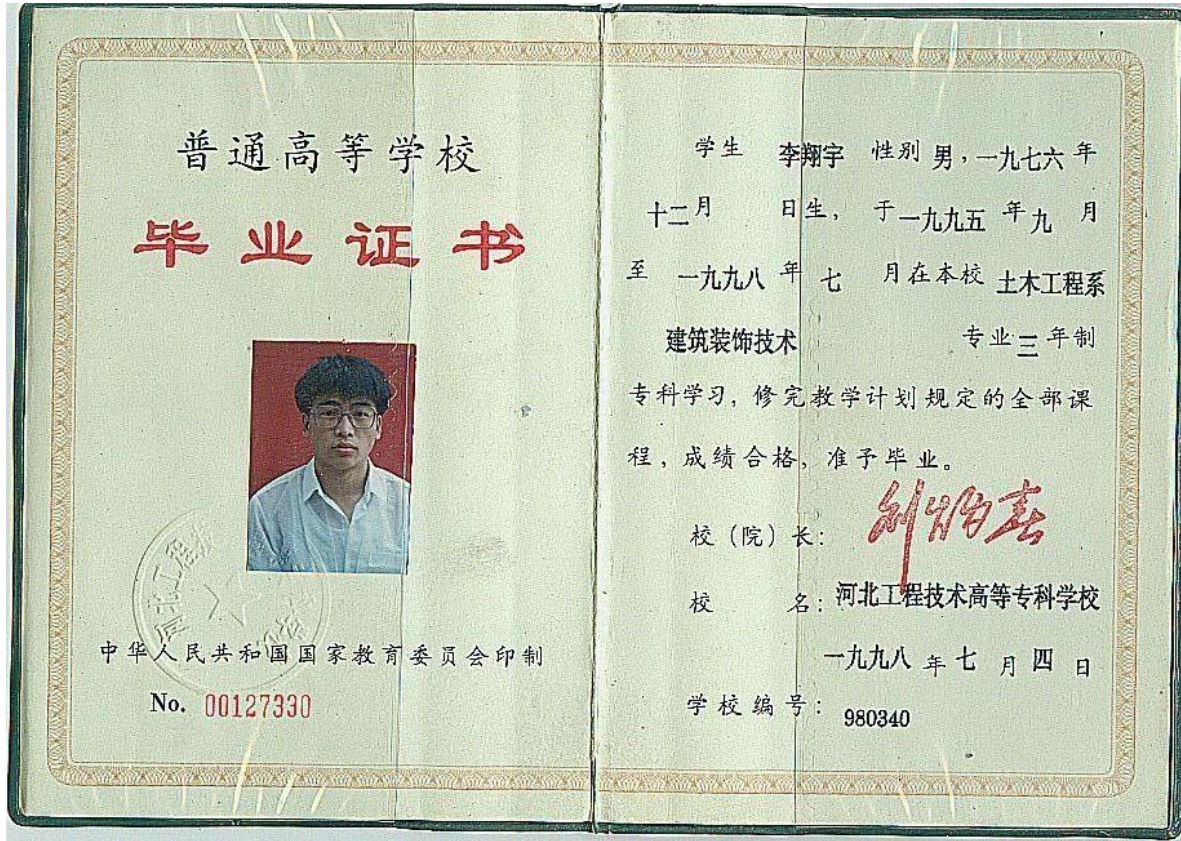 普通高等学校
毕业证书
河北工程
中华人民共和国国家教育委员会印制
No. 00127330
学生 李翔宇 性别 男，一九七六 年
十二月 日生，于一九九五 年 九 月
至 一九九八 年 七 月在本校 土木工程系
建筑装饰技术 专业 三 年制
专科学习，修完教学计划规定的全部课
程，成绩合格，准予毕业。
校（院）长：
校 名：河北工程技术高等专科学校
一九九八 年 七 月 四 日
学校编号：980340